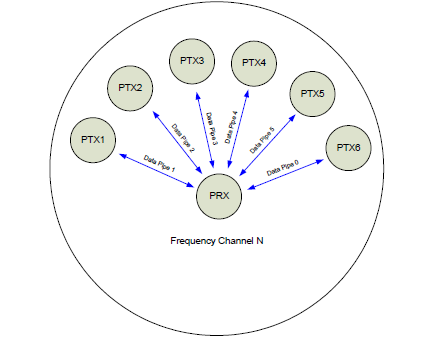 PTX3
PTX4
PTX2
PTX5
PTX1
PTX6
Data Pipe 1
Data Pipe 2
Data Pipe 3
Data Pipe 4
Data Pipe 5
Data Pipe 0
PRX
Frequency Channel N